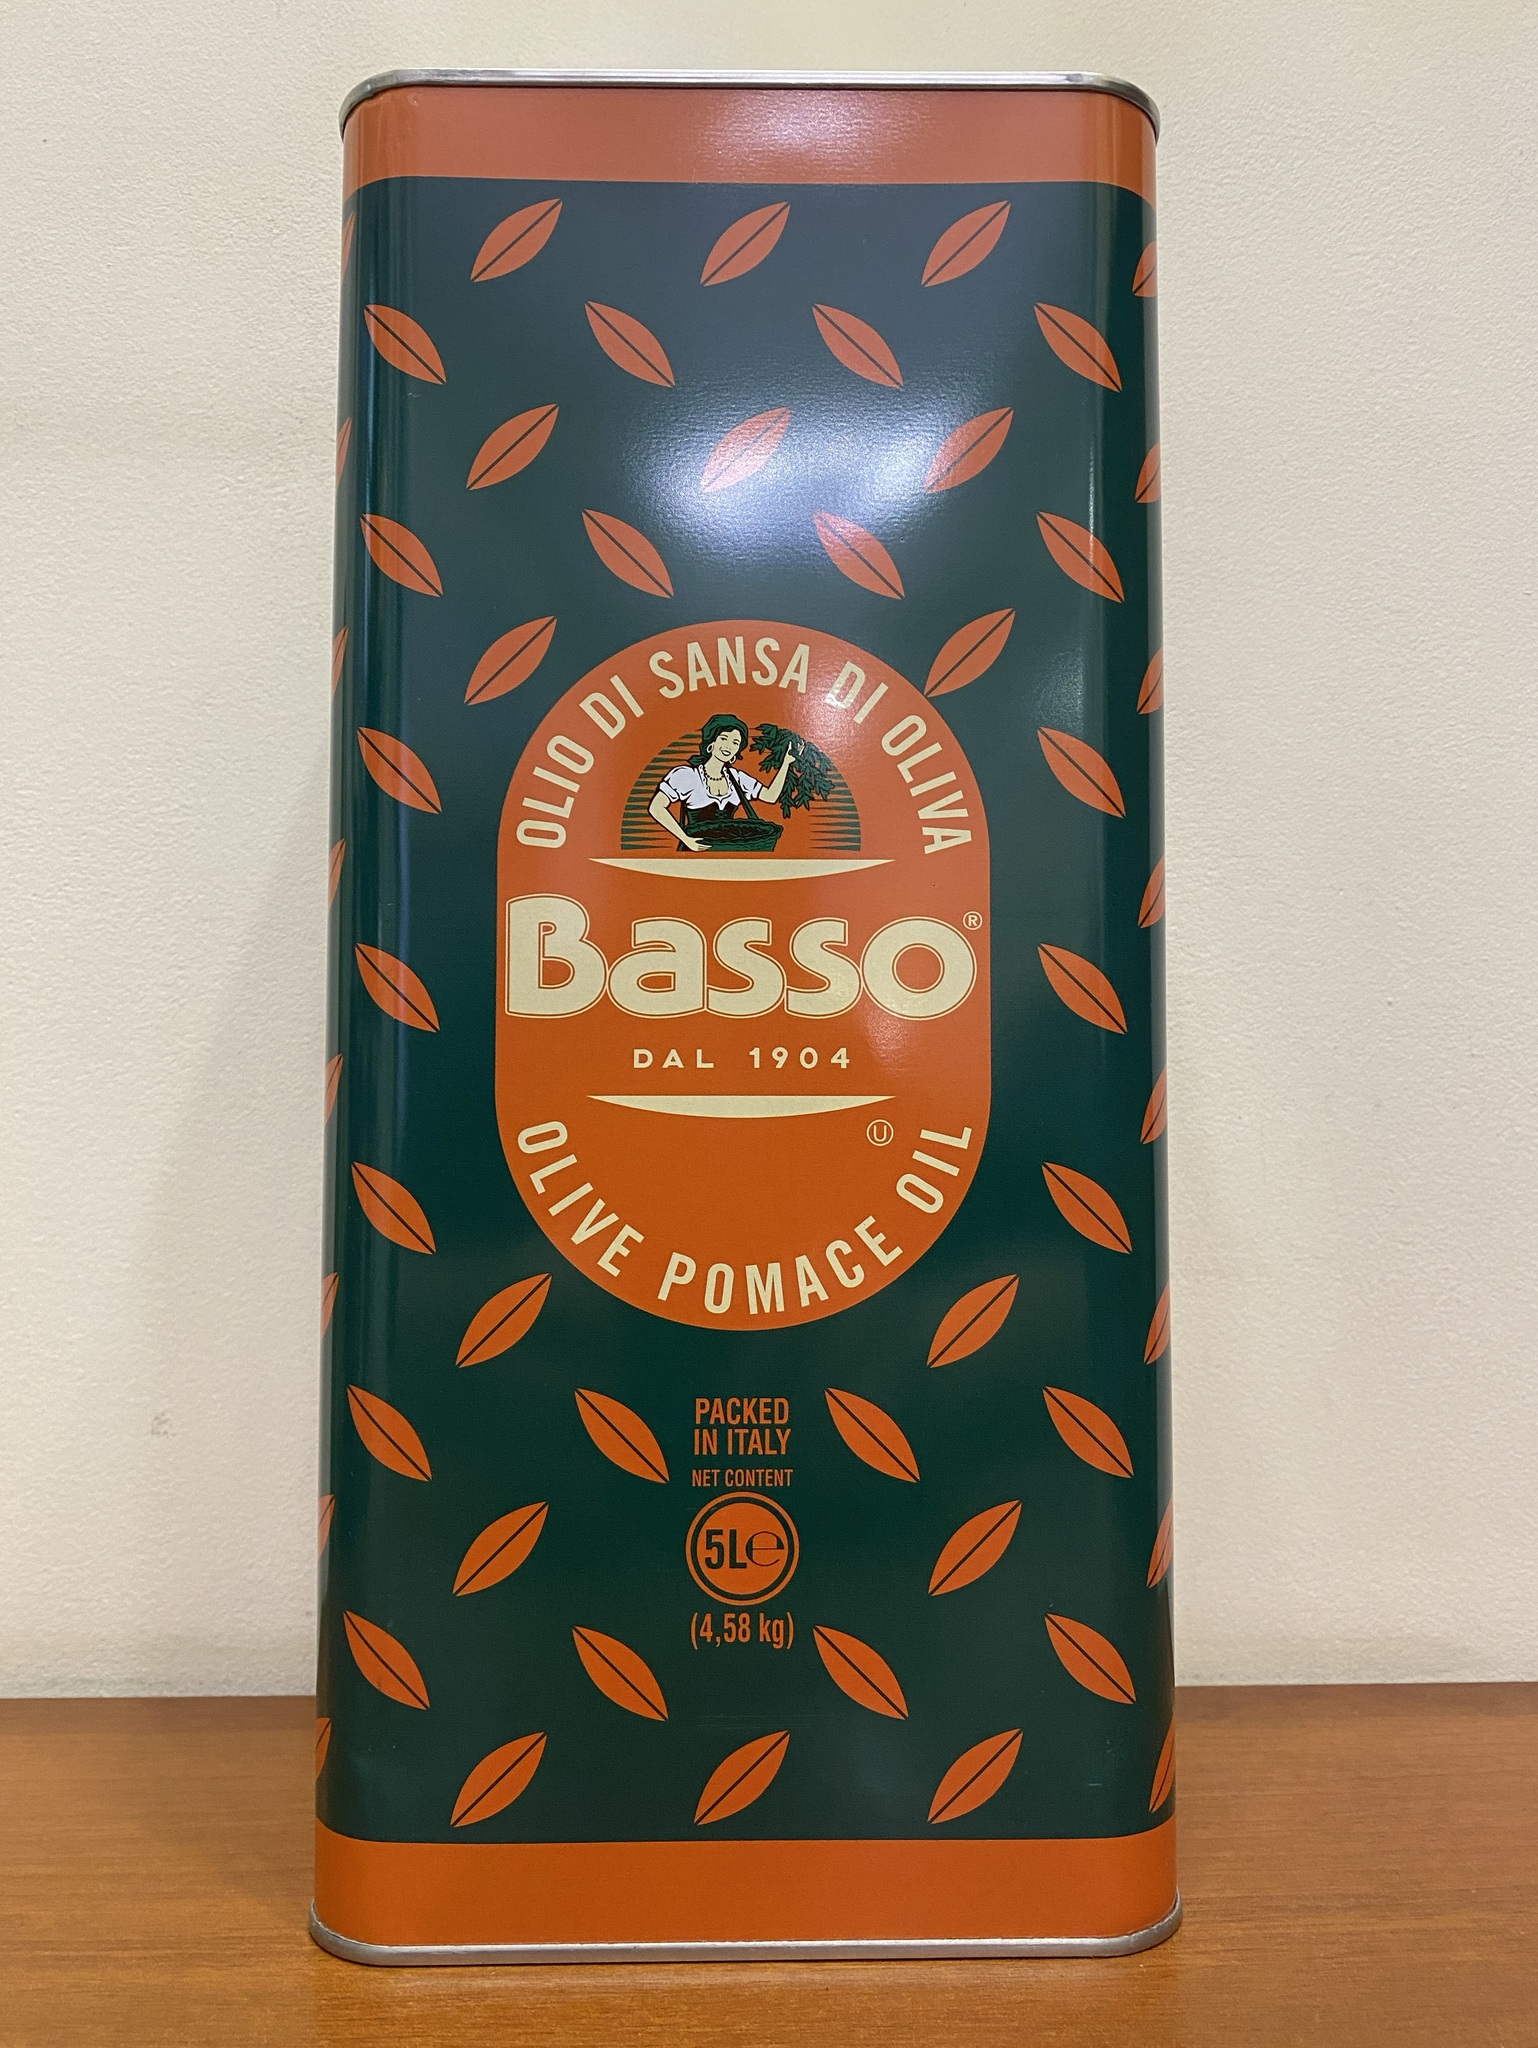 OLIO DI SANSA DI OLIVA
Basso®
DAL 1904
Ⓤ
OLIVE POMACE OIL
PACKED
IN ITALY
NET CONTENT
5L℮
(4,58 kg)